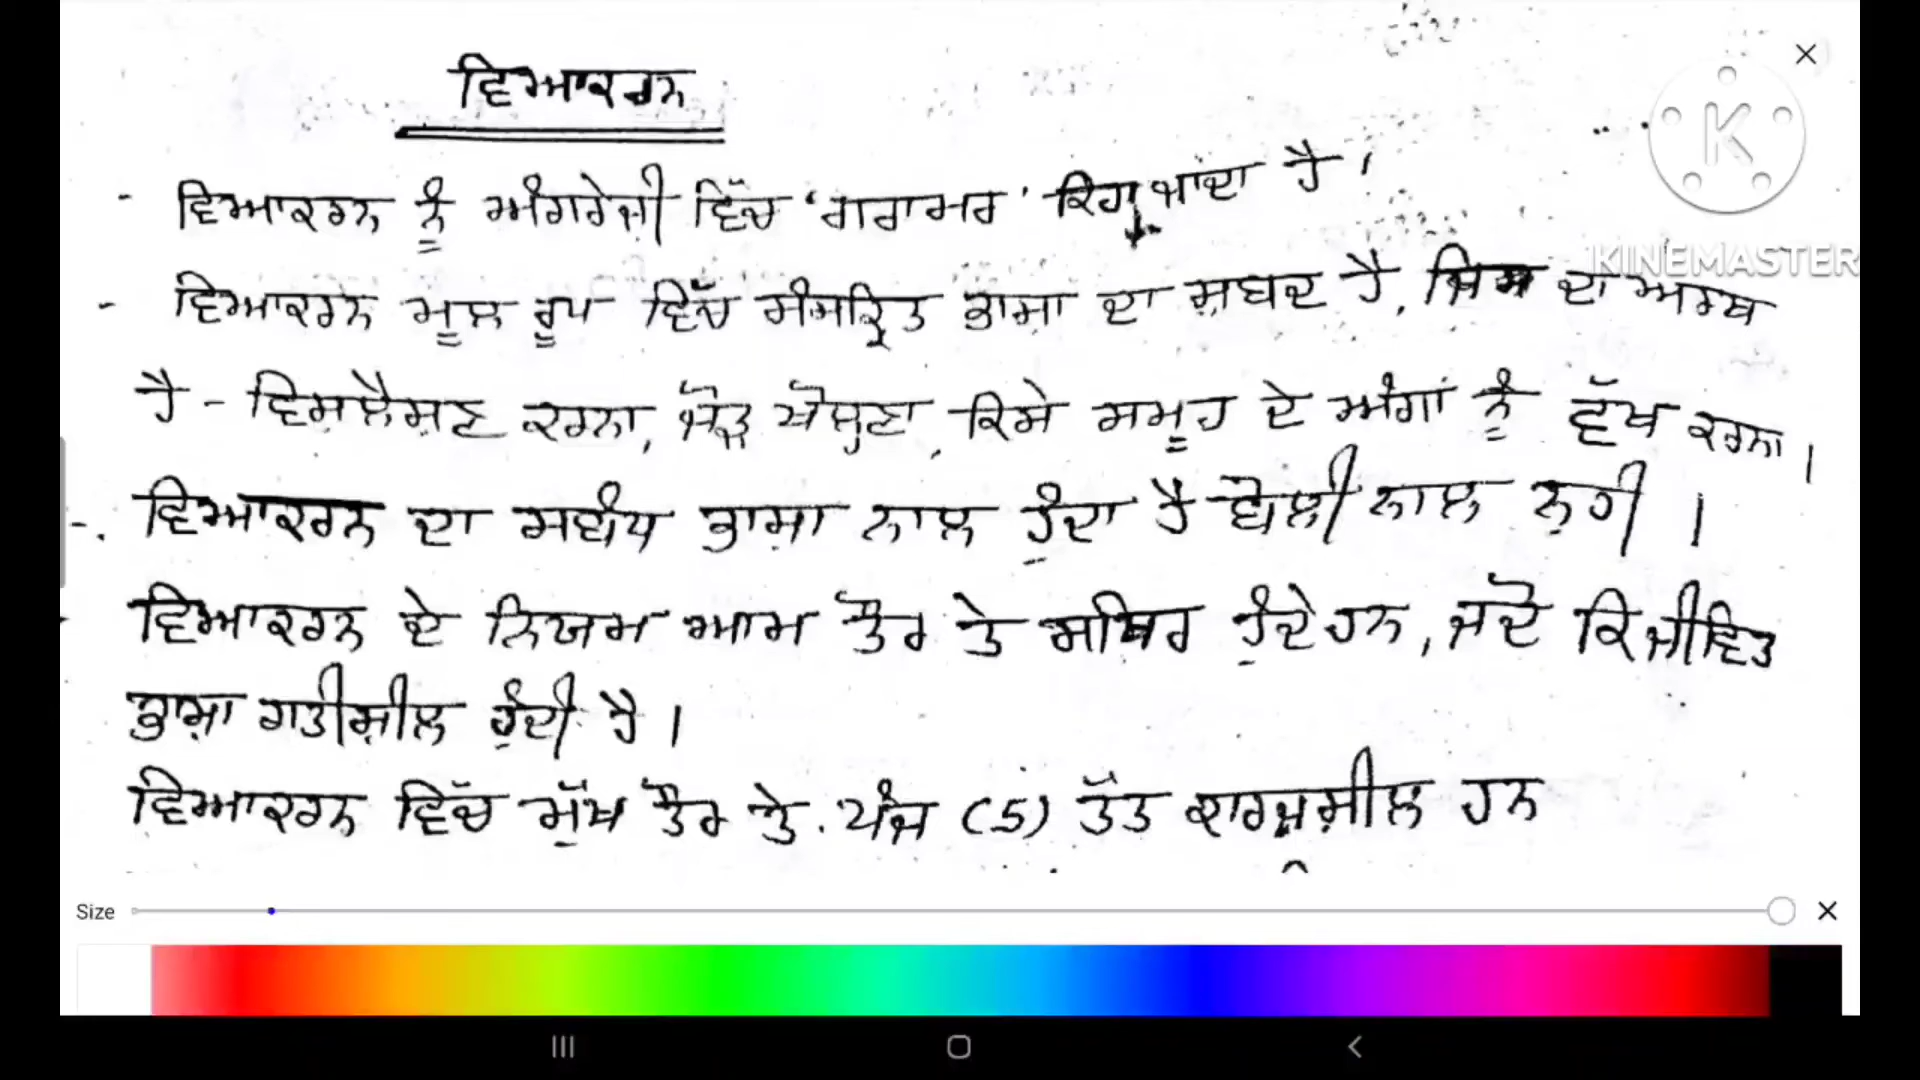 ਵਿਆਕਰਨ
- ਵਿਆਕਰਨ ਨੂੰ ਅੰਗਰੇਜ਼ੀ ਵਿੱਚ 'ਗਰਾਮਰ' ਕਿਹਾ ਜਾਂਦਾ ਹੈ ।
- ਵਿਆਕਰਨ ਮੂਲ ਰੂਪ ਵਿੱਚ ਸੰਸਕ੍ਰਿਤ ਭਾਸ਼ਾ ਦਾ ਸ਼ਬਦ ਹੈ, ਜਿਸ ਦਾ ਅਰਥ
ਹੈ - ਵਿਸ਼ਲੈਸ਼ਣ ਕਰਨਾ, ਜੋੜ ਖੋਲ੍ਹਣਾ, ਕਿਸੇ ਸਮੂਹ ਦੇ ਅੰਗਾਂ ਨੂੰ ਵੱਖ ਕਰਨਾ ।
- ਵਿਆਕਰਨ ਦਾ ਸਬੰਧ ਭਾਸ਼ਾ ਨਾਲ ਹੁੰਦਾ ਹੈ ਬੋਲੀ ਨਾਲ ਨਹੀਂ ।
- ਵਿਆਕਰਨ ਦੇ ਨਿਯਮ ਆਮ ਤੌਰ ਤੇ ਸਥਿਰ ਹੁੰਦੇ ਹਨ, ਜਦੋਂ ਕਿ ਜੀਵਿਤ
ਭਾਸ਼ਾ ਗਤੀਸ਼ੀਲ ਹੁੰਦੀ ਹੈ ।
ਵਿਆਕਰਨ ਵਿੱਚ ਮੁੱਖ ਤੌਰ ਤੇ ਪੰਜ (5) ਤੱਤ ਕਾਰਜਸ਼ੀਲ ਹਨ
KINEMASTER
Size